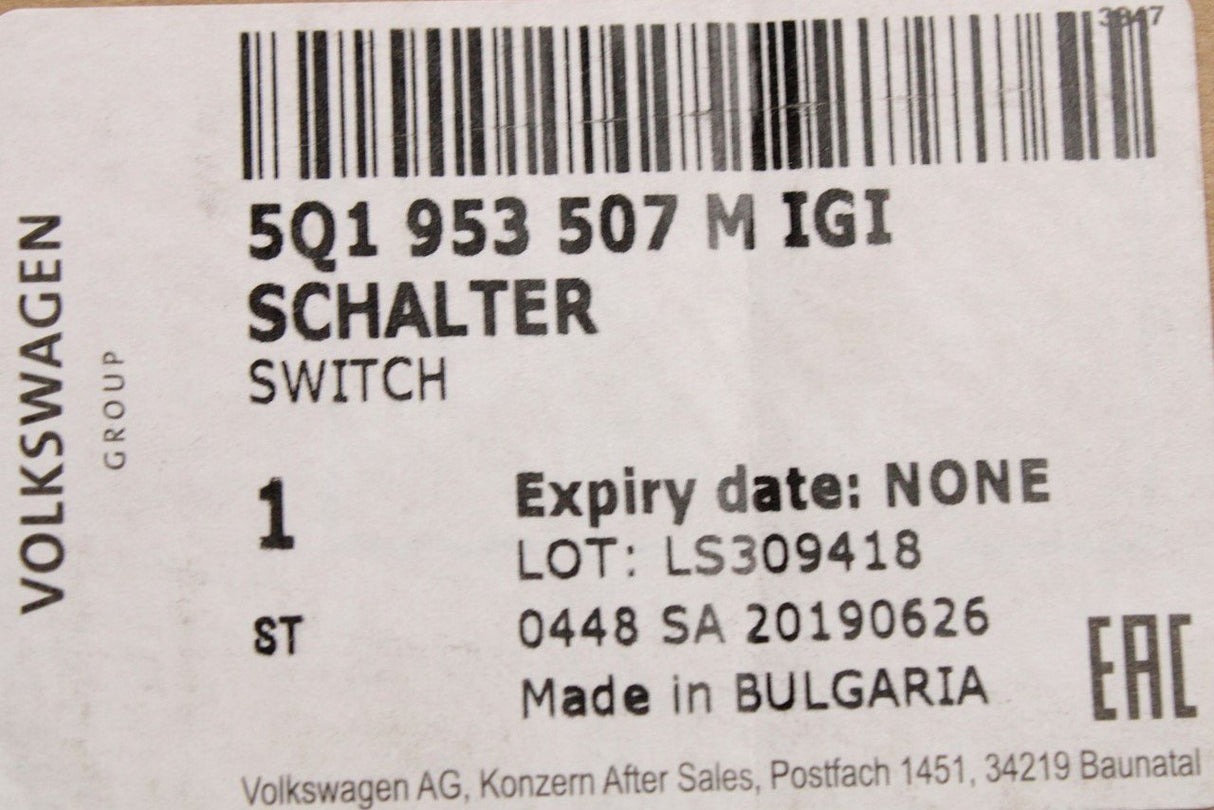 3847
5Q1 953 507 M IGI
SCHALTER
SWITCH
VOLKSWAGEN
GROUP
1
Expiry date: NONE
LOT: LS309418
ST
0448 SA 20190626
Made in BULGARIA
EAC
Volkswagen AG, Konzern After Sales, Postfach 1451, 34219 Baunatal